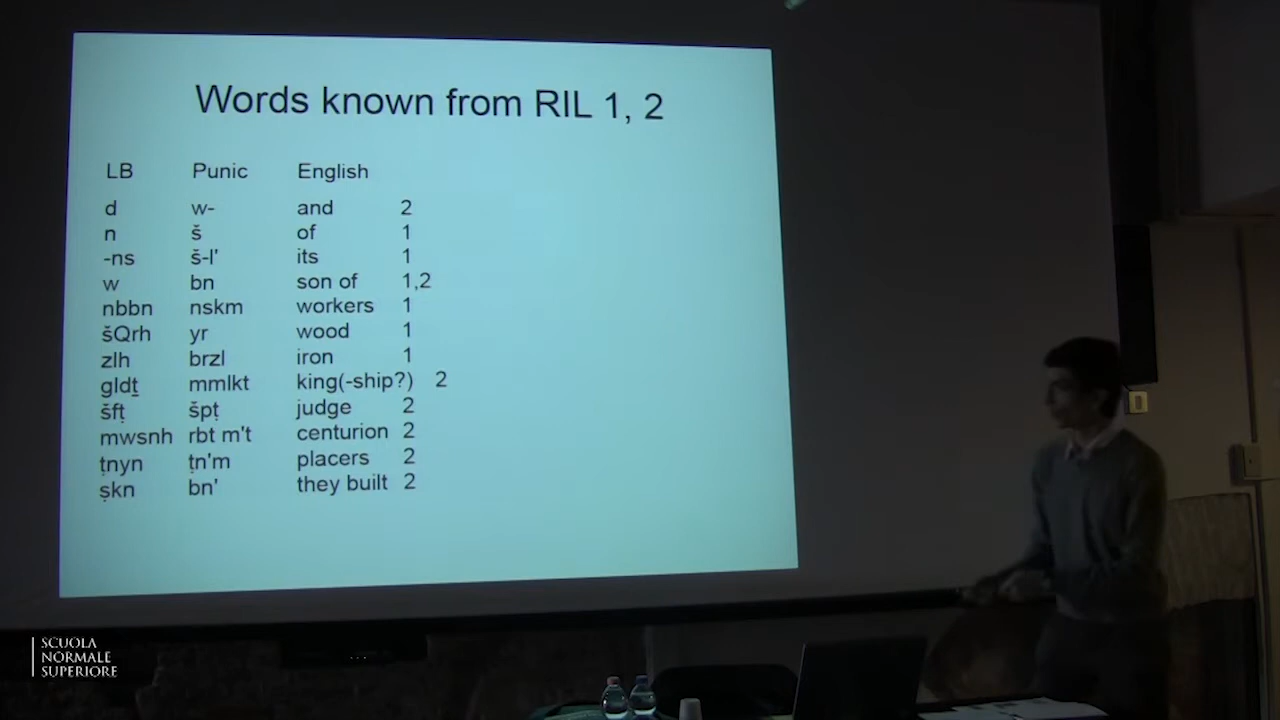 Words known from RIL 1, 2
LB Punic English
d w- and 2
n š of 1
-ns š-l' its 1
w bn son of 1,2
nbbn nskm workers 1
šQrh yr wood 1
zlh brzl iron 1
gldṯ mmlkt king(-ship?) 2
šfṭ špṭ judge 2
mwsnh rbt m't centurion 2
ṭnyn ṭn'm placers 2
ṣkn bn' they built 2
SCUOLA
NORMALE
SUPERIORE